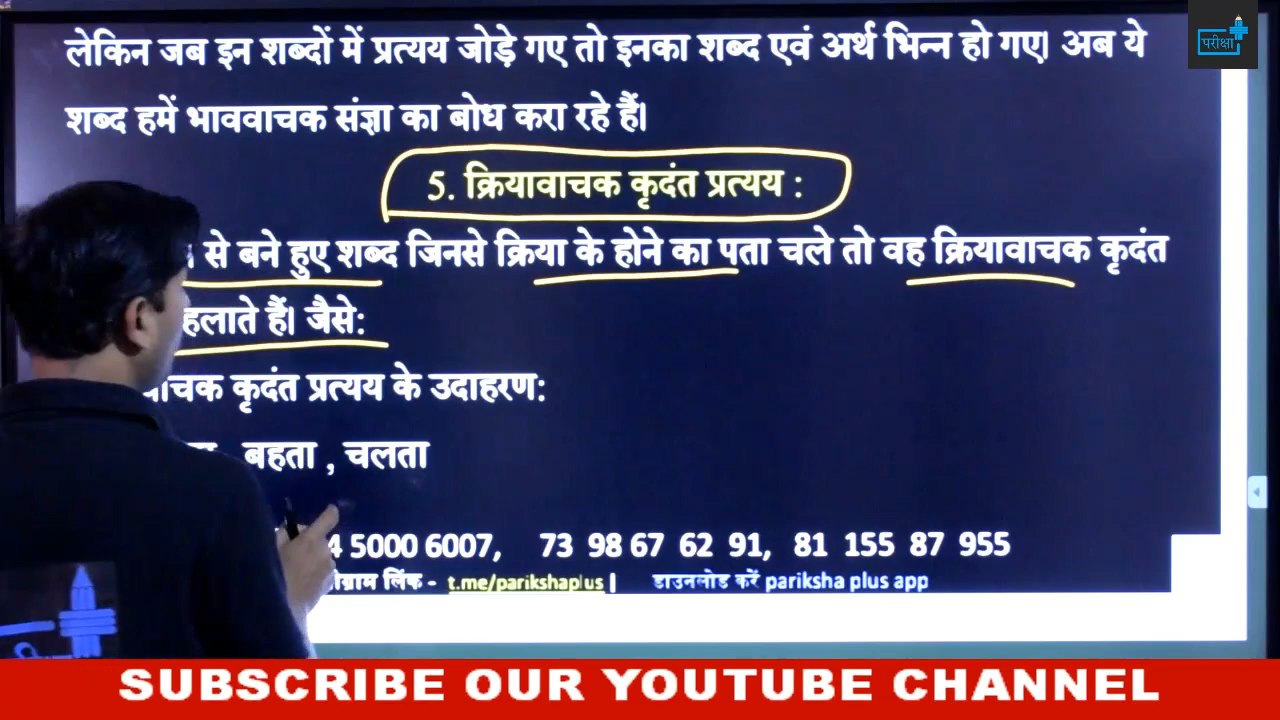 परीक्षा
लेकिन जब इन शब्दों में प्रत्यय जोड़े गए तो इनका शब्द एवं अर्थ भिन्न हो गए। अब ये
शब्द हमें भाववाचक संज्ञा का बोध करा रहे हैं।
5. क्रियावाचक कृदंत प्रत्यय :
से बने हुए शब्द जिनसे क्रिया के होने का पता चले तो वह क्रियावाचक कृदंत
हलाते हैं। जैसे:
वाचक कृदंत प्रत्यय के उदाहरण:
बहता , चलता
4 5000 6007, 73 98 67 62 91, 81 155 87 955
ग्राम लिंक - t.me/parikshaplus | डाउनलोड करें pariksha plus app
SUBSCRIBE OUR YOUTUBE CHANNEL